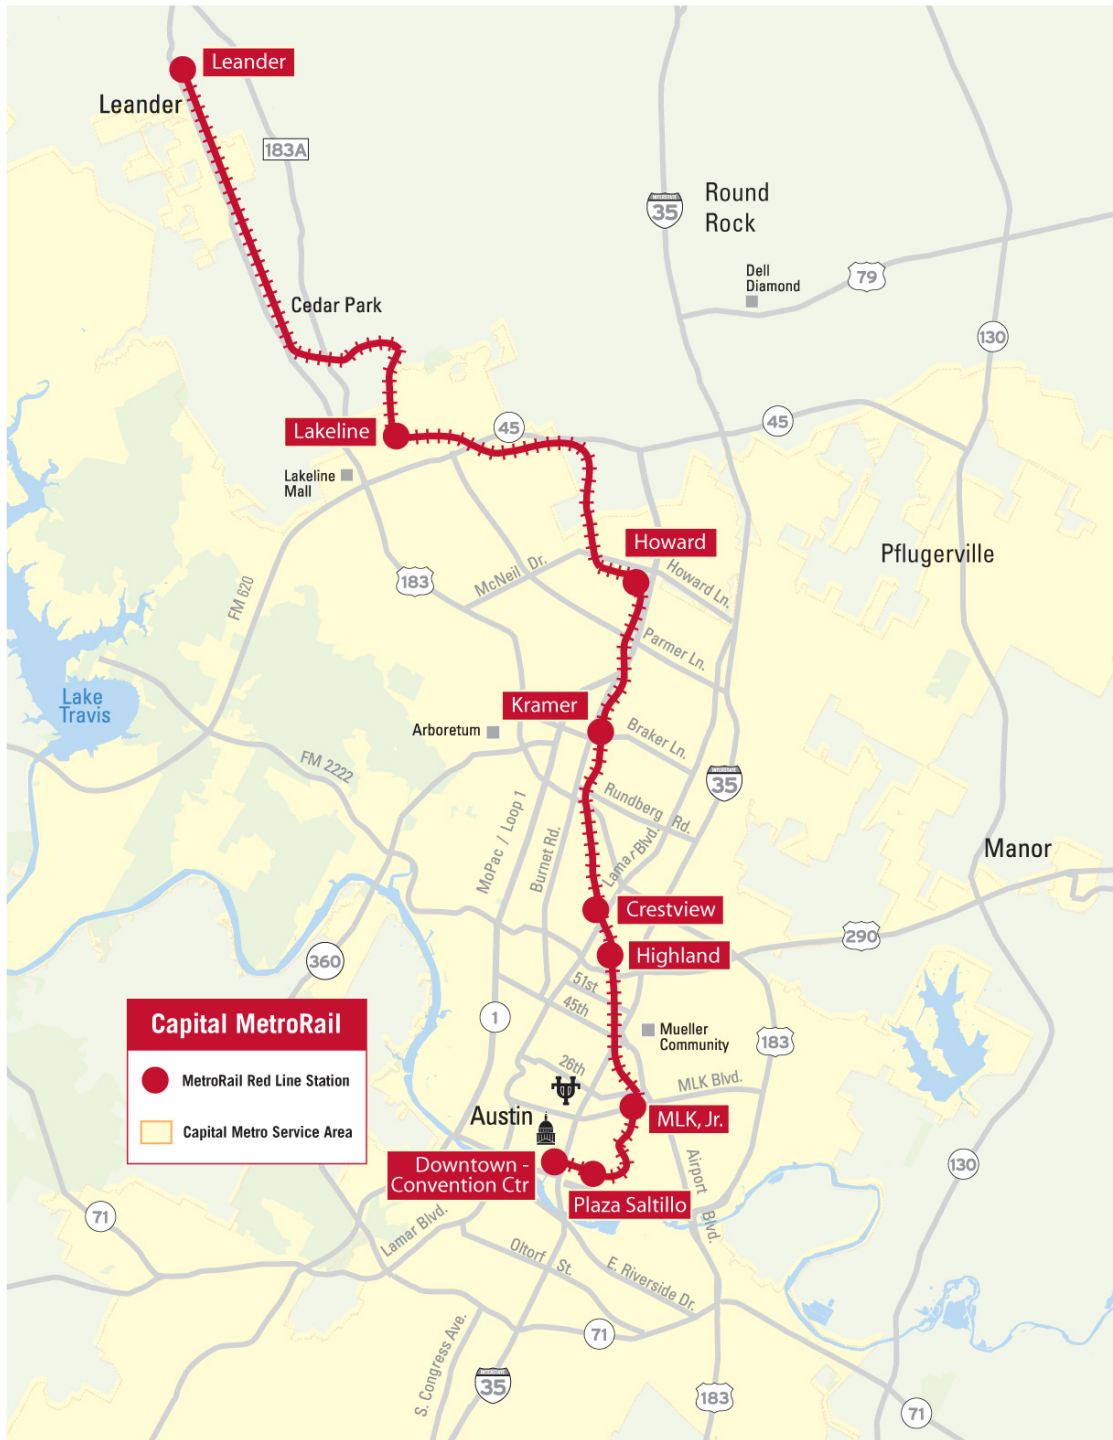 Leander
Leander
183A
INTERSTATE
35
Round
Rock
Dell
Diamond
79
Cedar Park
130
Lakeline
45
45
Lakeline
Mall
Howard
Pflugerville
McNeil Dr.
Howard Ln.
183
FM 620
Parmer Ln.
Lake
Travis
Kramer
Arboretum
Braker Ln.
FM 2222
INTERSTATE
35
Rundberg Rd.
MoPac / Loop 1
Burnet Rd.
Lamar Blvd.
Manor
Crestview
290
Highland
360
51st
45th
Capital MetroRail
MetroRail Red Line Station
Capital Metro Service Area
1
Mueller
Community
183
26th
MLK Blvd.
Austin
MLK, Jr.
Downtown -
Convention Ctr
Plaza Saltillo
Airport Blvd.
130
71
Lamar Blvd.
Oltorf St.
E. Riverside Dr.
71
S. Congress Ave.
INTERSTATE
35
183
71